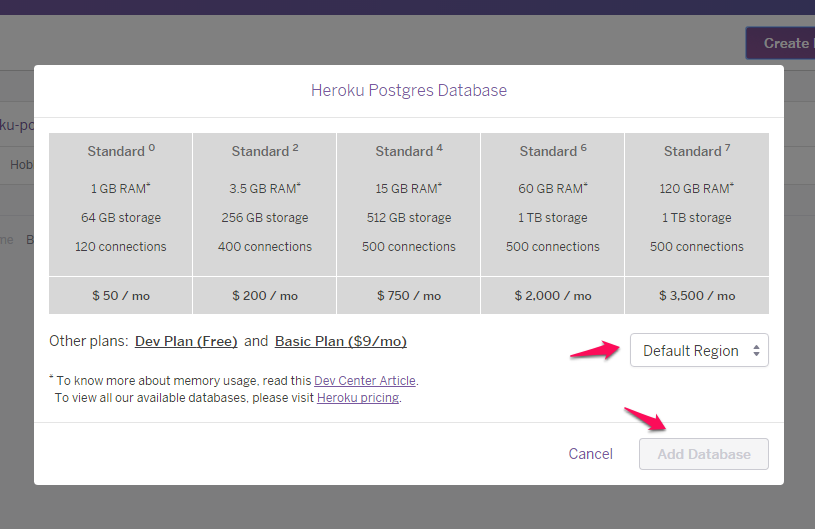 Create
Heroku Postgres Database
ku-po
Hob
me B
Standard 0 Standard 2 Standard 4 Standard 6 Standard 7
1 GB RAM* 3.5 GB RAM* 15 GB RAM* 60 GB RAM* 120 GB RAM*
64 GB storage 256 GB storage 512 GB storage 1 TB storage 1 TB storage
120 connections 400 connections 500 connections 500 connections 500 connections
$ 50 / mo $ 200 / mo $ 750 / mo $ 2,000 / mo $ 3,500 / mo
Other plans: Dev Plan (Free) and Basic Plan ($9/mo)
Default Region
* To know more about memory usage, read this Dev Center Article.
To view all our available databases, please visit Heroku pricing.
Cancel Add Database